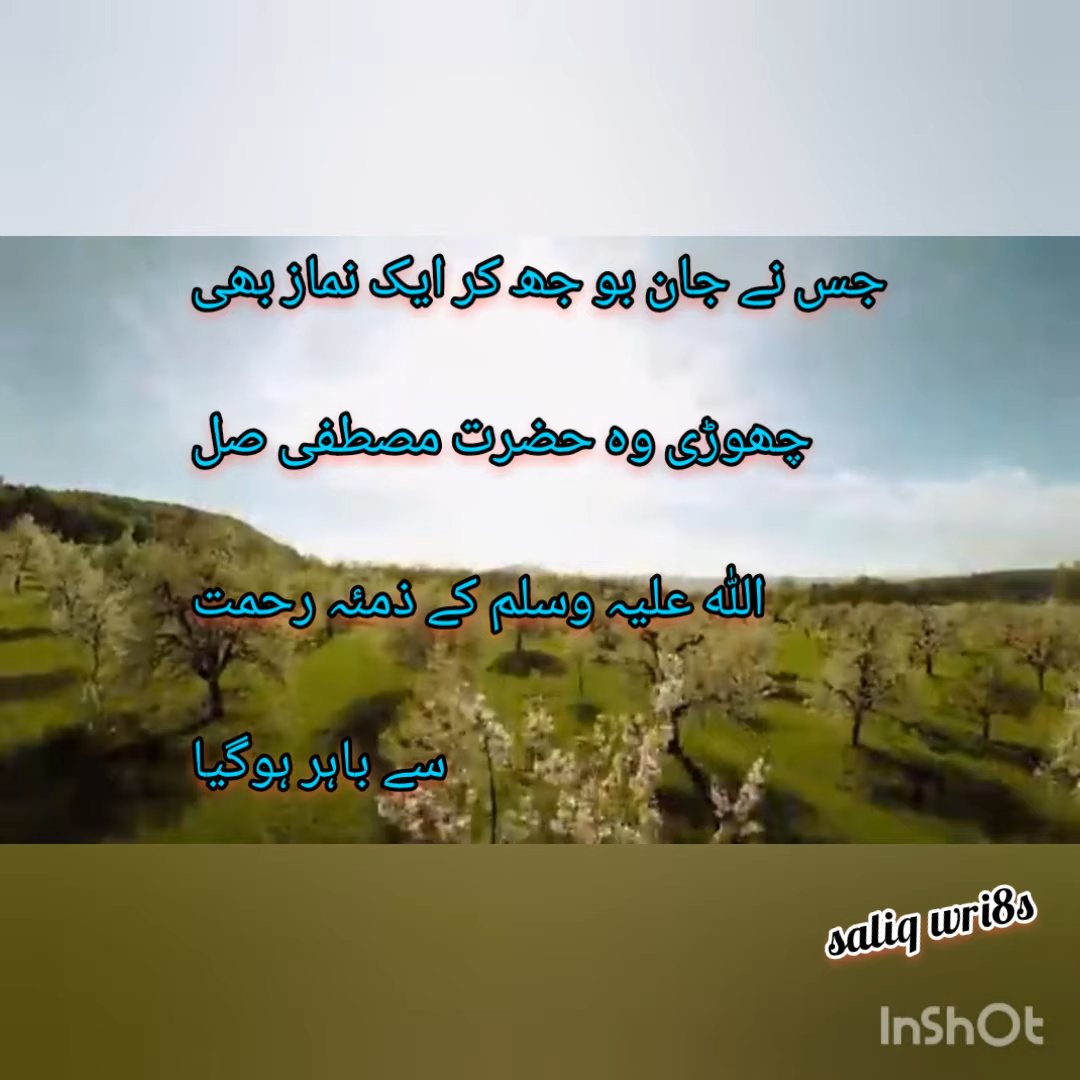 جس نے جان بو جھ کر ایک نماز بھی
چھوڑی وہ حضرت مصطفی صل
اللہ علیہ وسلم کے ذمئہ رحمت
سے باہر ہوگیا
saliq wri8s
InShOt